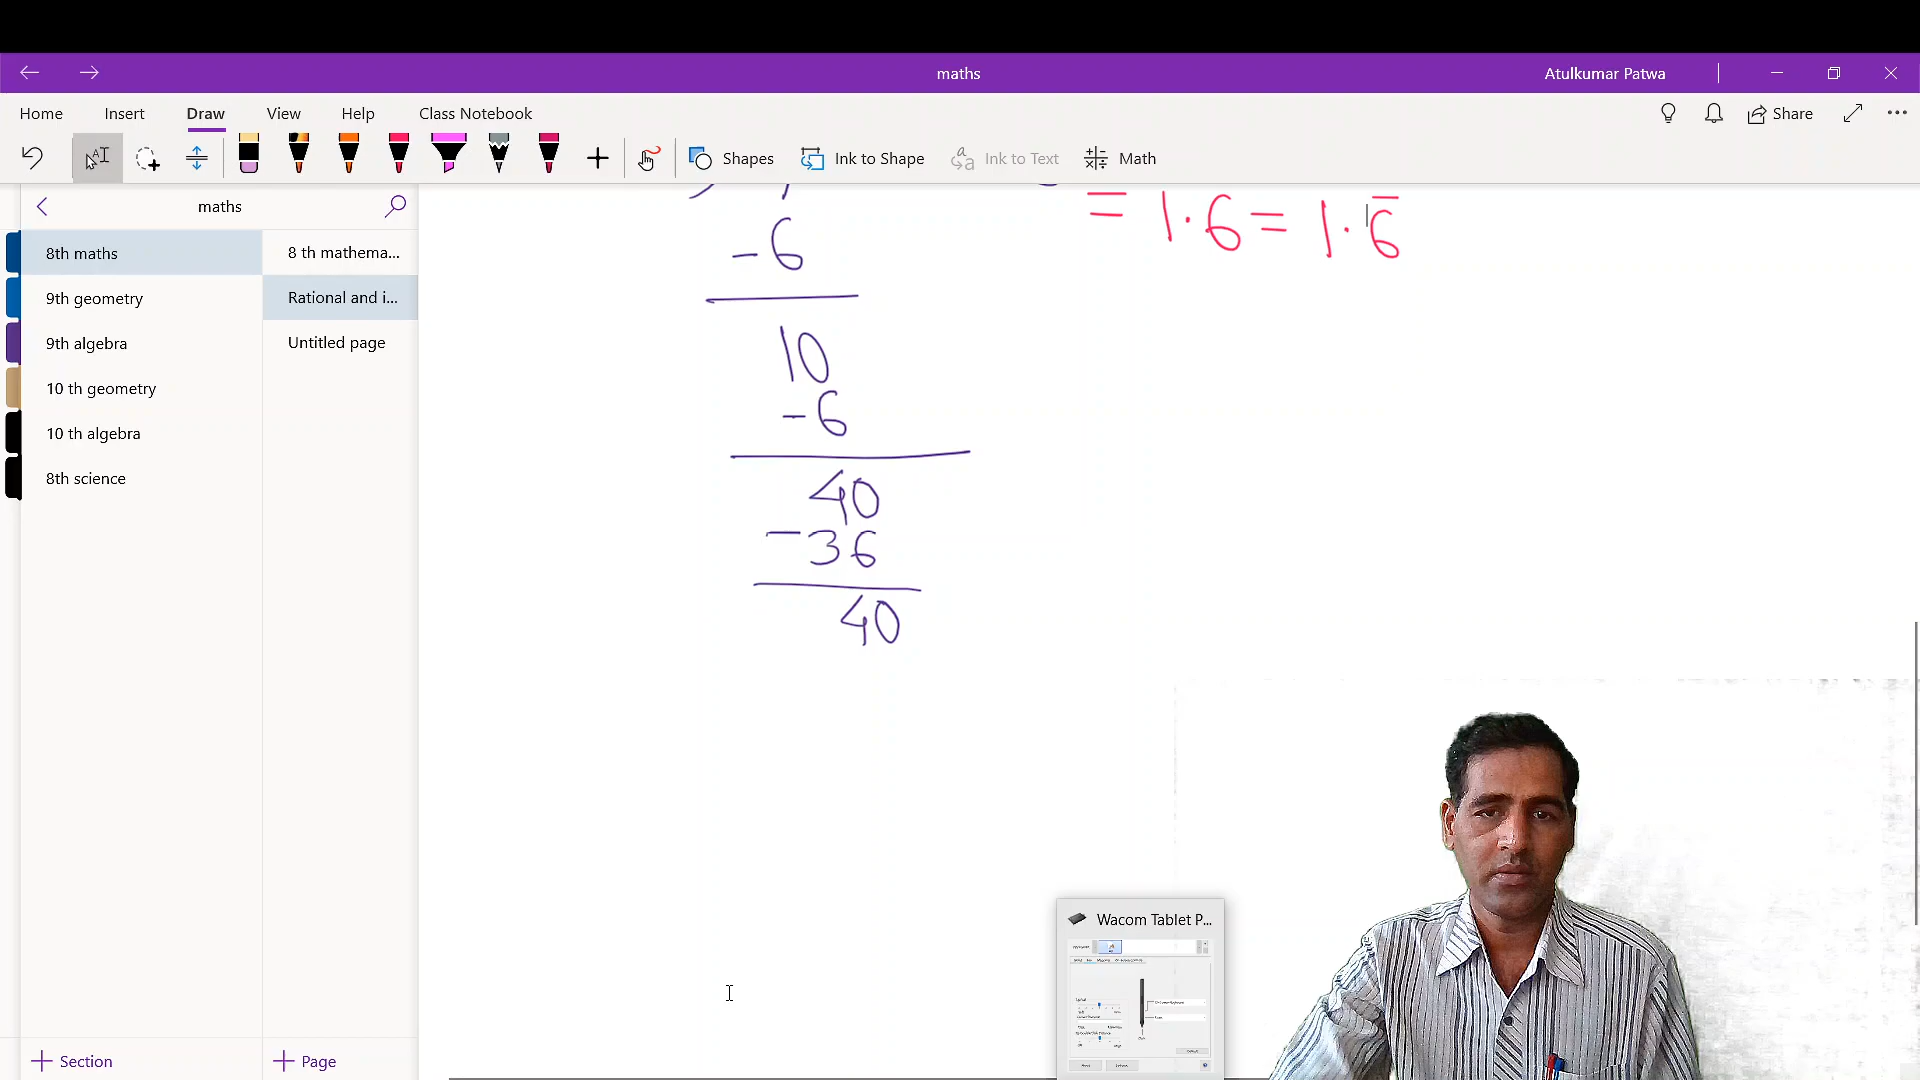 maths
Atulkumar Patwa
Home Insert Draw View Help Class Notebook
Share
Shapes Ink to Shape Ink to Text Math
maths
8th maths
9th geometry
9th algebra
10 th geometry
10 th algebra
8th science
8 th mathema...
Rational and i...
Untitled page
= 1.6 = 1.6̅
- 6
10
- 6
40
- 36
40
Wacom Tablet P...
+ Section
+ Page